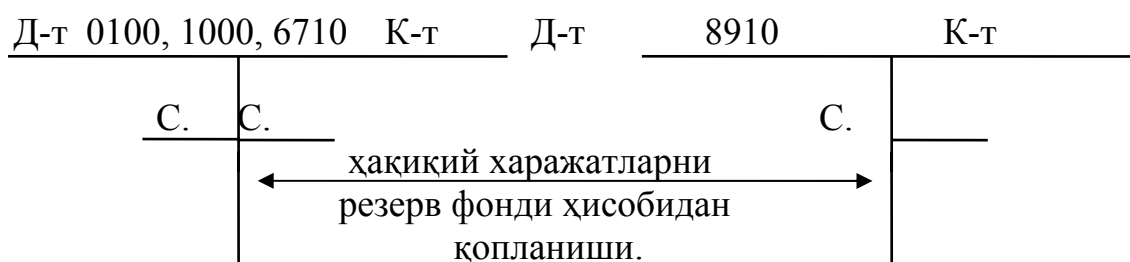 Д-т 0100, 1000, 6710 К-т Д-т 8910 К-т
С. С. С.
ҳақиқий харажатларни
резерв фонди ҳисобидан
қопланиши.